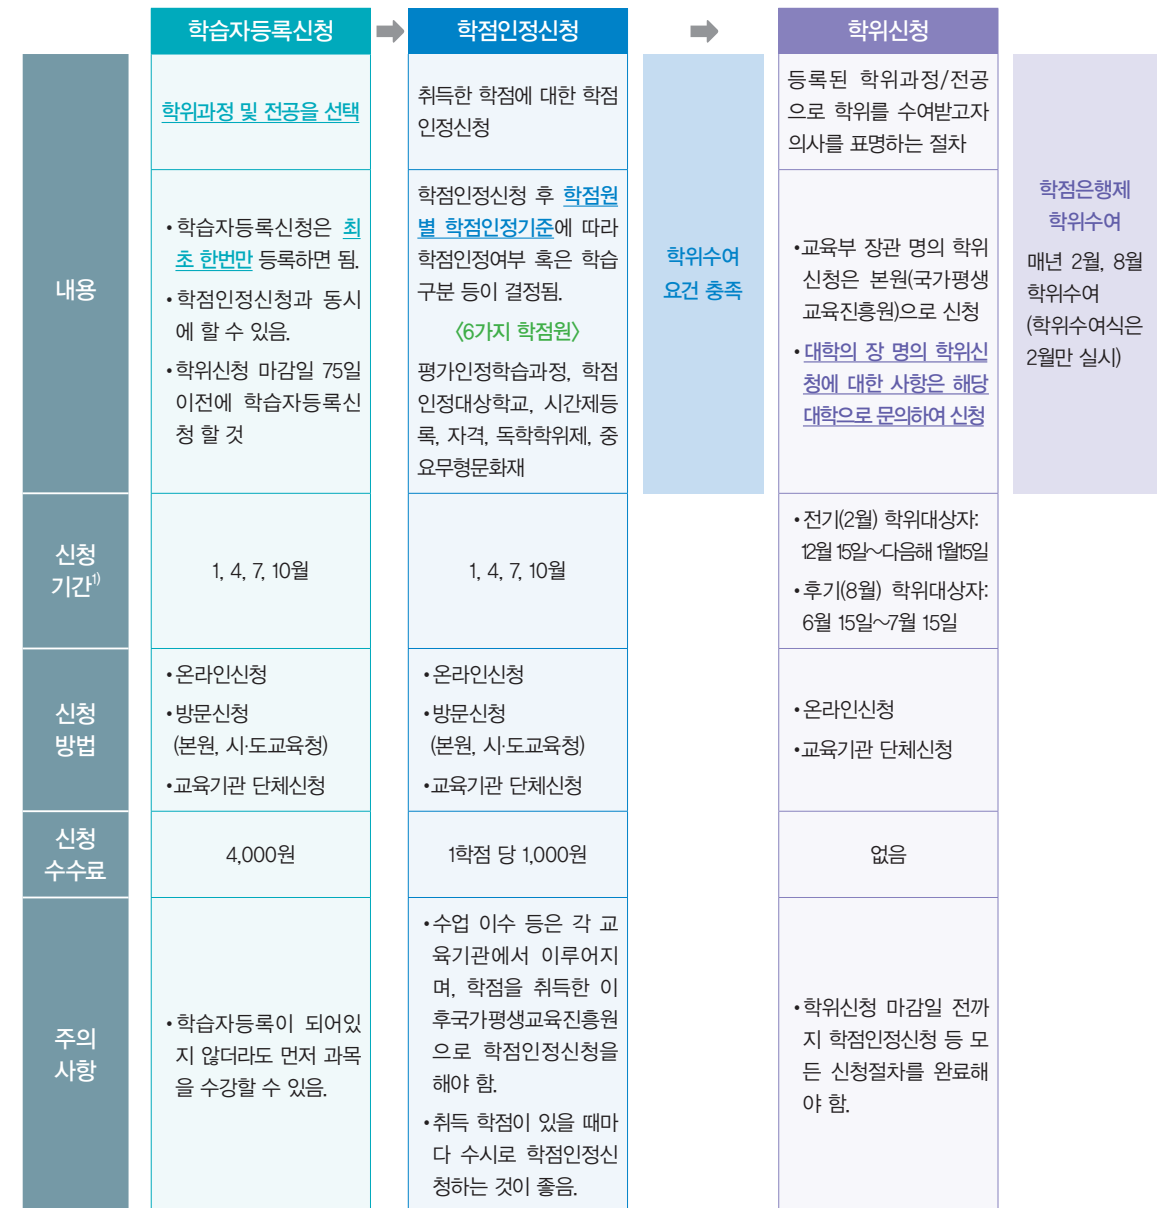 학습자등록신청
학점인정신청
학위신청
내용
학위과정 및 전공을 선택
•학습자등록신청은 최
초 한번만 등록하면 됨.
•학점인정신청과 동시
에 할 수 있음.
•학위신청 마감일 75일
이전에 학습자등록신
청 할 것
취득한 학점에 대한 학점
인정신청
학점인정신청 후 학점원
별 학점인정기준에 따라
학점인정여부 혹은 학습
구분 등이 결정됨.
〈6가지 학점원〉
평가인정학습과정, 학점
인정대상학교, 시간제등
록, 자격, 독학학위제, 중
요무형문화재
학위수여
요건 충족
등록된 학위과정/전공
으로 학위를 수여받고자
의사를 표명하는 절차
•교육부 장관 명의 학위
신청은 본원(국가평생
교육진흥원)으로 신청
•대학의 장 명의 학위신
청에 대한 사항은 해당
대학으로 문의하여 신청
학점은행제
학위수여
매년 2월, 8월
학위수여
(학위수여식은
2월만 실시)
신청
기간1)
1, 4, 7, 10월
1, 4, 7, 10월
•전기(2월) 학위대상자:
12월 15일~다음해 1월15일
•후기(8월) 학위대상자:
6월 15일~7월 15일
신청
방법
•온라인신청
•방문신청
(본원, 시·도교육청)
•교육기관 단체신청
•온라인신청
•방문신청
(본원, 시·도교육청)
•교육기관 단체신청
•온라인신청
•교육기관 단체신청
신청
수수료
4,000원
1학점 당 1,000원
없음
주의
사항
•학습자등록이 되어있
지 않더라도 먼저 과목
을 수강할 수 있음.
•수업 이수 등은 각 교
육기관에서 이루어지
며, 학점을 취득한 이
후국가평생교육진흥원
으로 학점인정신청을
해야 함.
•취득 학점이 있을 때마
다 수시로 학점인정신
청하는 것이 좋음.
•학위신청 마감일 전까
지 학점인정신청 등 모
든 신청절차를 완료해
야 함.